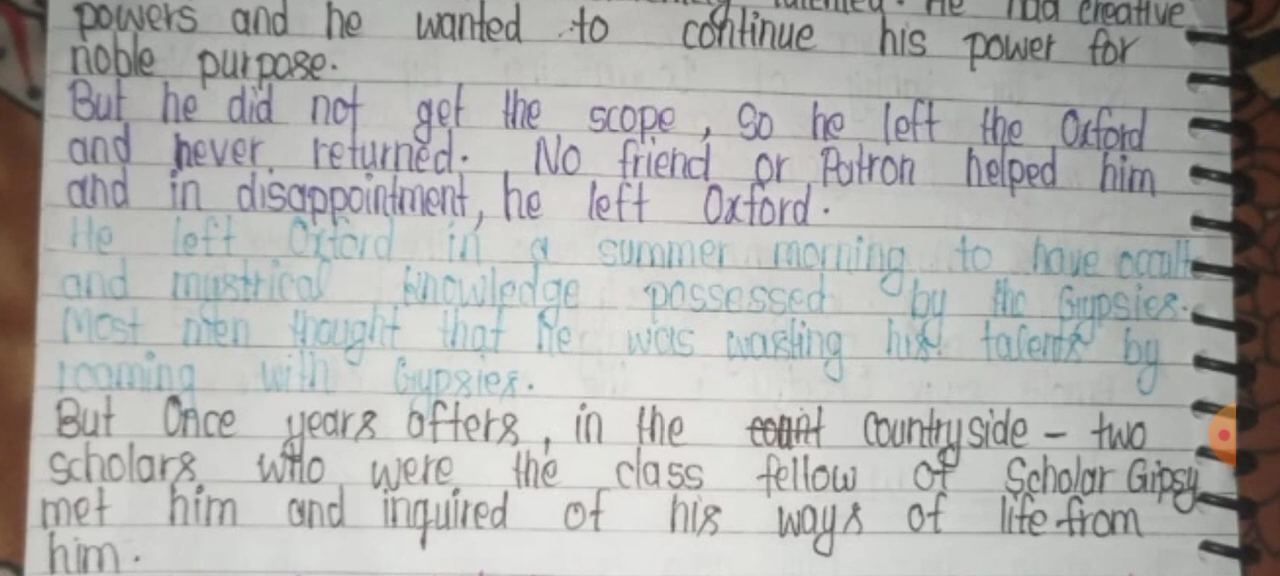 talented. He had creative
powers and he wanted to continue his power for
noble purpose.
But he did not get the scope, So he left the Oxford
and never returned. No friend or Patron helped him
and in disappointment, he left Oxford.
He left Oxford in a summer morning to have occult
and mystrical knowledge possessed by the Gypsies.
Most men thought that he was wasting his talents by
roaming with Gypsies.
But Once years afters, in the countryside - two
scholars who were the class fellow of Scholar Gipsy
met him and inquired of his ways of life from
him.